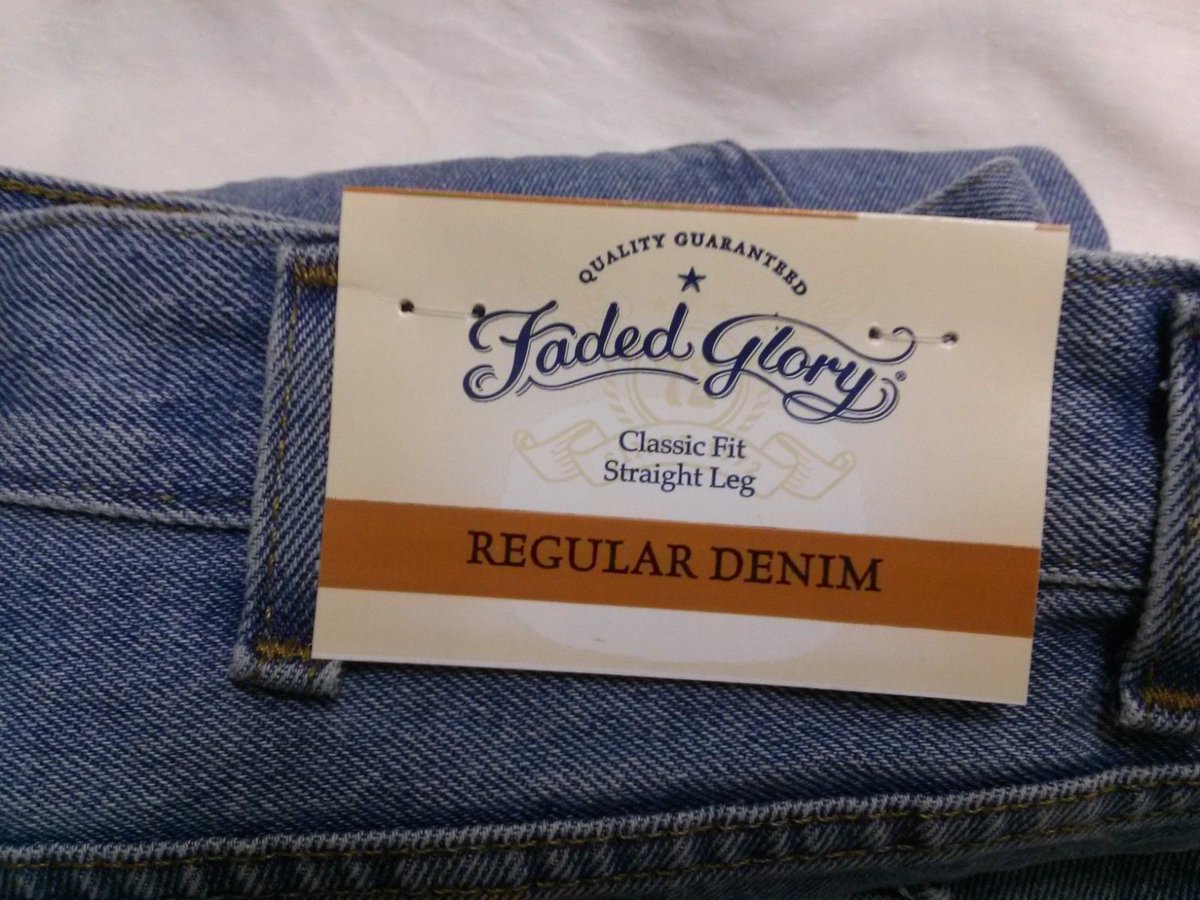 QUALITY GUARANTEED
Faded Glory®
Classic Fit
Straight Leg
REGULAR DENIM